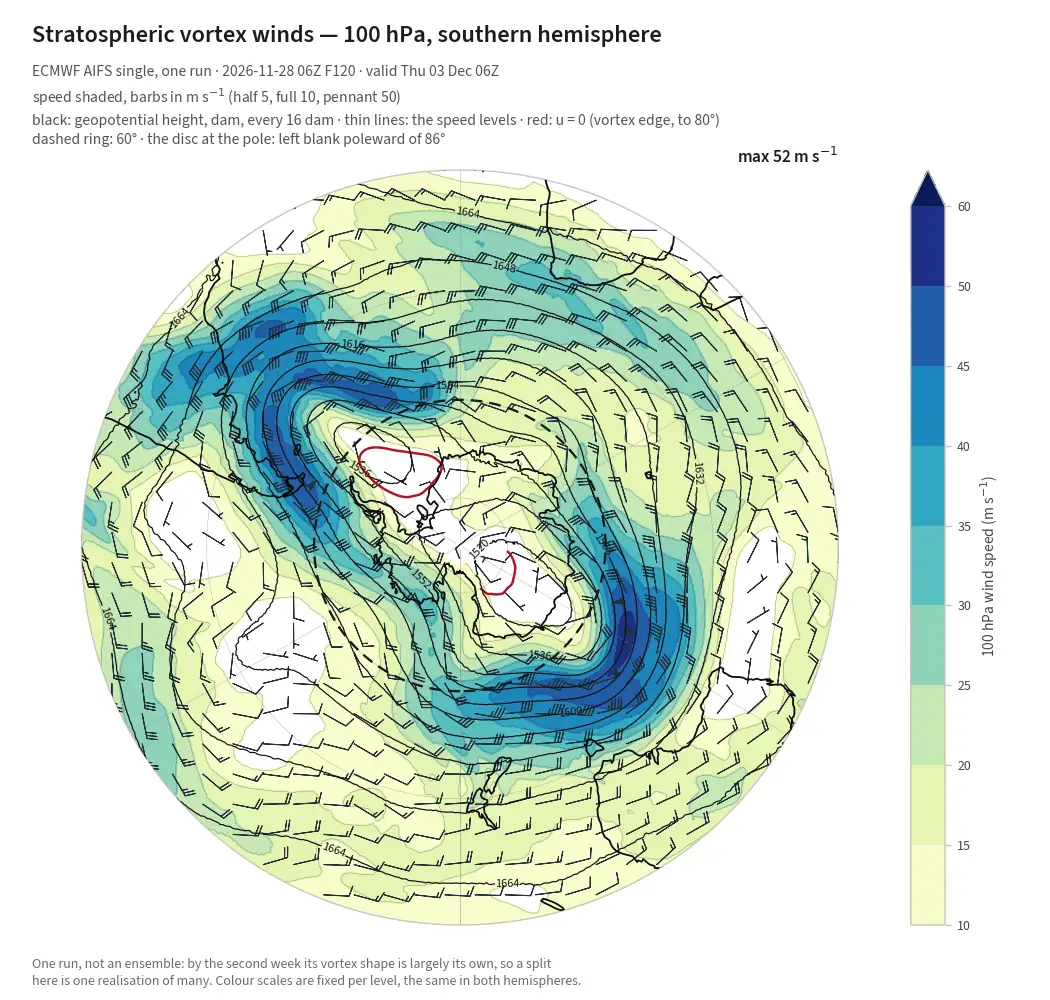 Stratospheric vortex winds — 100 hPa, southern hemisphere
ECMWF AIFS single, one run · 2026-11-28 06Z F120 · valid Thu 03 Dec 06Z
speed shaded, barbs in m s⁻¹ (half 5, full 10, pennant 50)
black: geopotential height, dam, every 16 dam · thin lines: the speed levels · red: u = 0 (vortex edge, to 80°)
dashed ring: 60° · the disc at the pole: left blank poleward of 86°
max 52 m s⁻¹
1664
1648
1664
1616
1584
1632
1520
1552
1664
1536
1600
1664
1664
60
50
45
40
35
30
25
20
15
10
100 hPa wind speed (m s⁻¹)
One run, not an ensemble: by the second week its vortex shape is largely its own, so a split
here is one realisation of many. Colour scales are fixed per level, the same in both hemispheres.